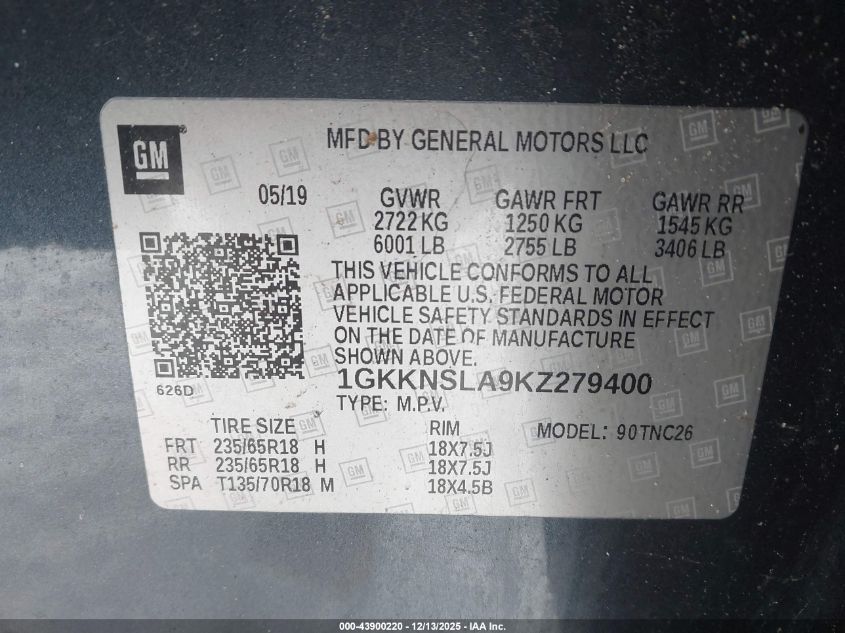 GM
MFD BY GENERAL MOTORS LLC
05/19 GVWR GAWR FRT GAWR RR
2722 KG 1250 KG 1545 KG
6001 LB 2755 LB 3406 LB
THIS VEHICLE CONFORMS TO ALL
APPLICABLE U.S. FEDERAL MOTOR
VEHICLE SAFETY STANDARDS IN EFFECT
ON THE DATE OF MANUFACTURE
SHOWN ABOVE.
626D
1GKKNSLA9KZ279400
TYPE: M.P.V.
TIRE SIZE RIM MODEL: 90TNC26
FRT 235/65R18 H 18X7.5J
RR 235/65R18 H 18X7.5J
SPA T135/70R18 M 18X4.5B
000-43900220 - 12/13/2025 - IAA Inc.